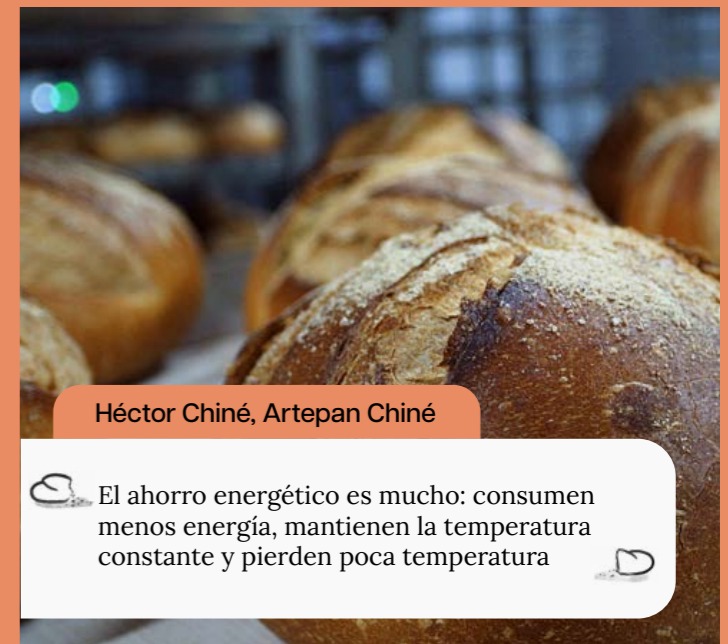 Héctor Chiné, Artepan Chiné
El ahorro energético es mucho: consumen
menos energía, mantienen la temperatura
constante y pierden poca temperatura